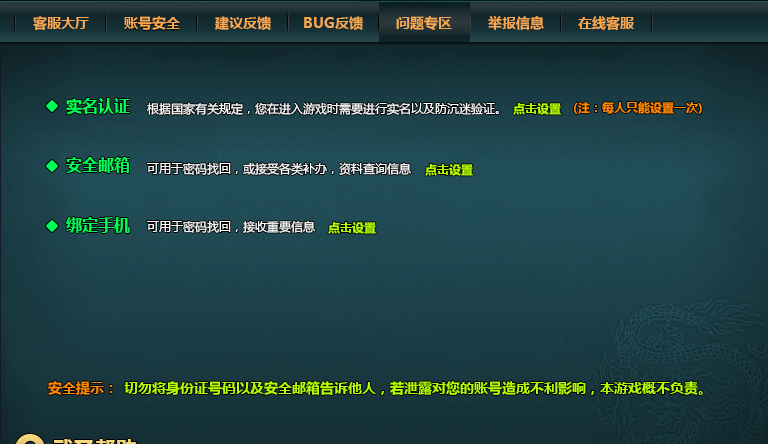 客服大厅 账号安全 建议反馈 BUG反馈 问题专区 举报信息 在线客服
◆ 实名认证 根据国家有关规定，您在进入游戏时需要进行实名以及防沉迷验证。 点击设置 (注：每人只能设置一次)
◆ 安全邮箱 可用于密码找回，或接受各类补办，资料查询信息 点击设置
◆ 绑定手机 可用于密码找回，接收重要信息 点击设置
安全提示： 切勿将身份证号码以及安全邮箱告诉他人，若泄露对您的账号造成不利影响，本游戏概不负责。